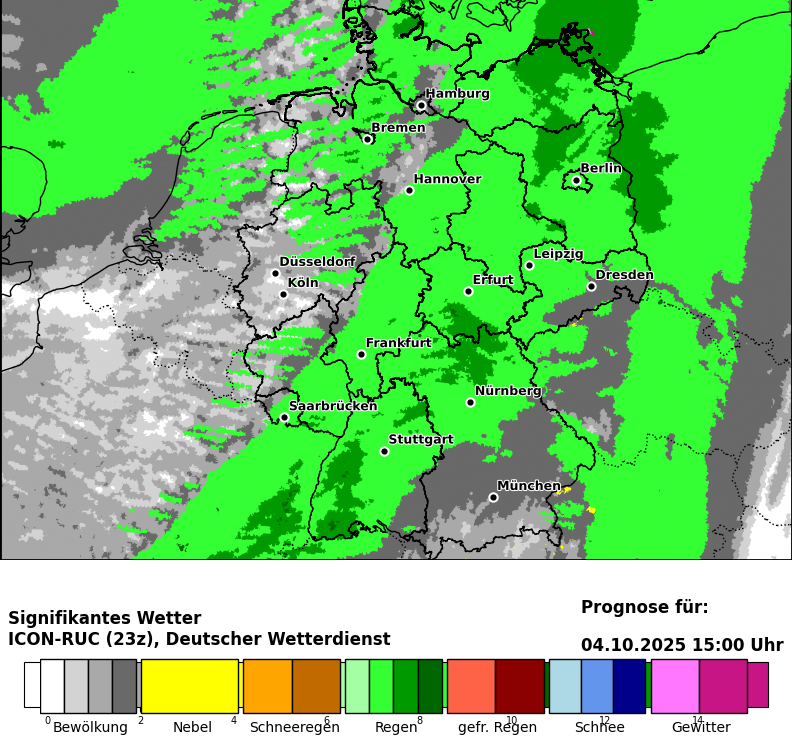 Hamburg
Bremen
Berlin
Hannover
Leipzig
Düsseldorf
Dresden
Erfurt
Köln
Frankfurt
Nürnberg
Saarbrücken
Stuttgart
München
Signifikantes Wetter
ICON-RUC (23z), Deutscher Wetterdienst
Prognose für:
04.10.2025 15:00 Uhr
0 2 4 6 8 10 12 14
Bewölkung Nebel Schneeregen Regen gefr. Regen Schnee Gewitter